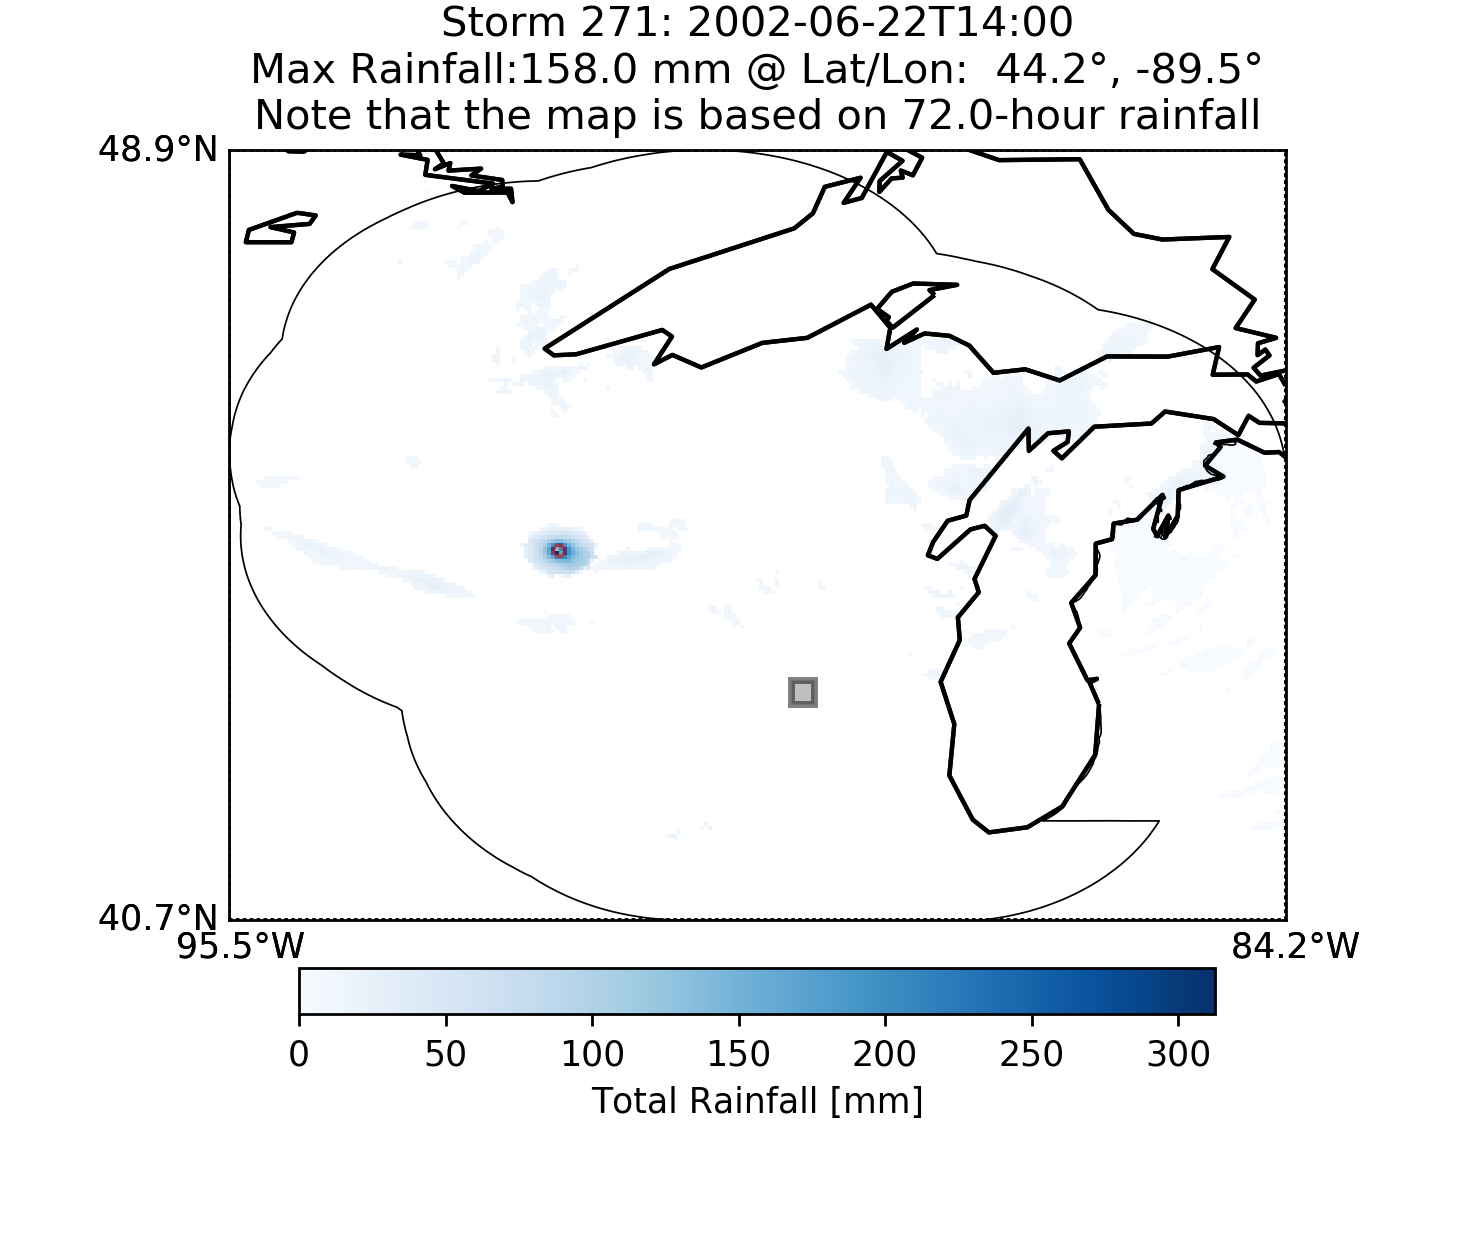 Storm 271: 2002-06-22T14:00
Max Rainfall:158.0 mm @ Lat/Lon:  44.2°, -89.5°
Note that the map is based on 72.0-hour rainfall
48.9°N
40.7°N
95.5°W 84.2°W
0 50 100 150 200 250 300
Total Rainfall [mm]